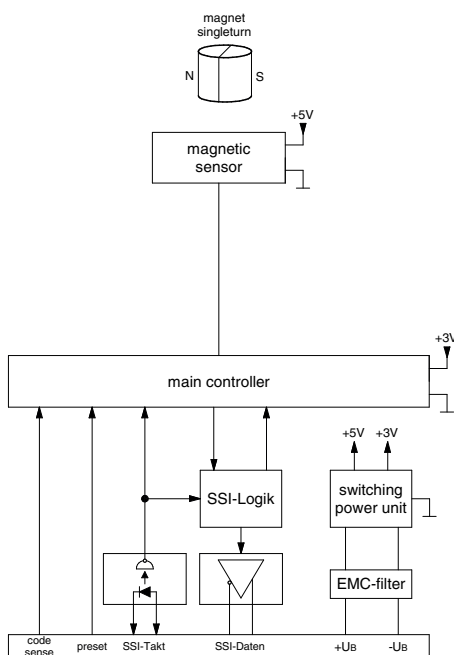 magnet
singleturn
N S
+5V
magnetic
sensor
+3V
main controller
+5V +3V
SSI-Logik
switching
power unit
EMC-filter
code
sense
preset SSI-Takt SSI-Daten +UB -UB